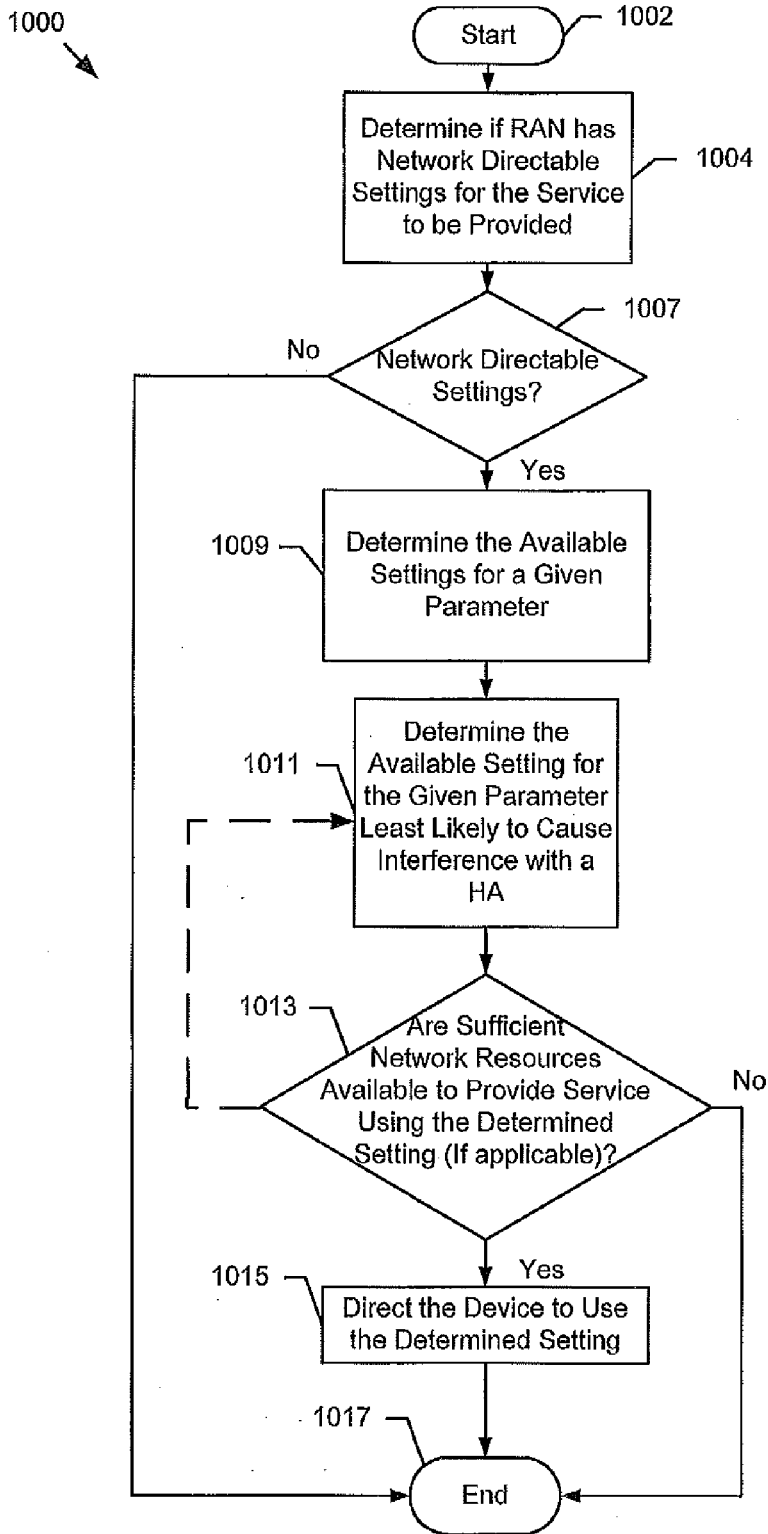 1000
Start
1002
Determine if RAN has
Network Directable
Settings for the Service
to be Provided
1004
1007
No
Network Directable
Settings?
Yes
1009
Determine the Available
Settings for a Given
Parameter
1011
Determine the
Available Setting for
the Given Parameter
Least Likely to Cause
Interference with a
HA
1013
Are Sufficient
Network Resources
Available to Provide Service
Using the Determined
Setting (If applicable)?
No
Yes
1015
Direct the Device to Use
the Determined Setting
1017
End